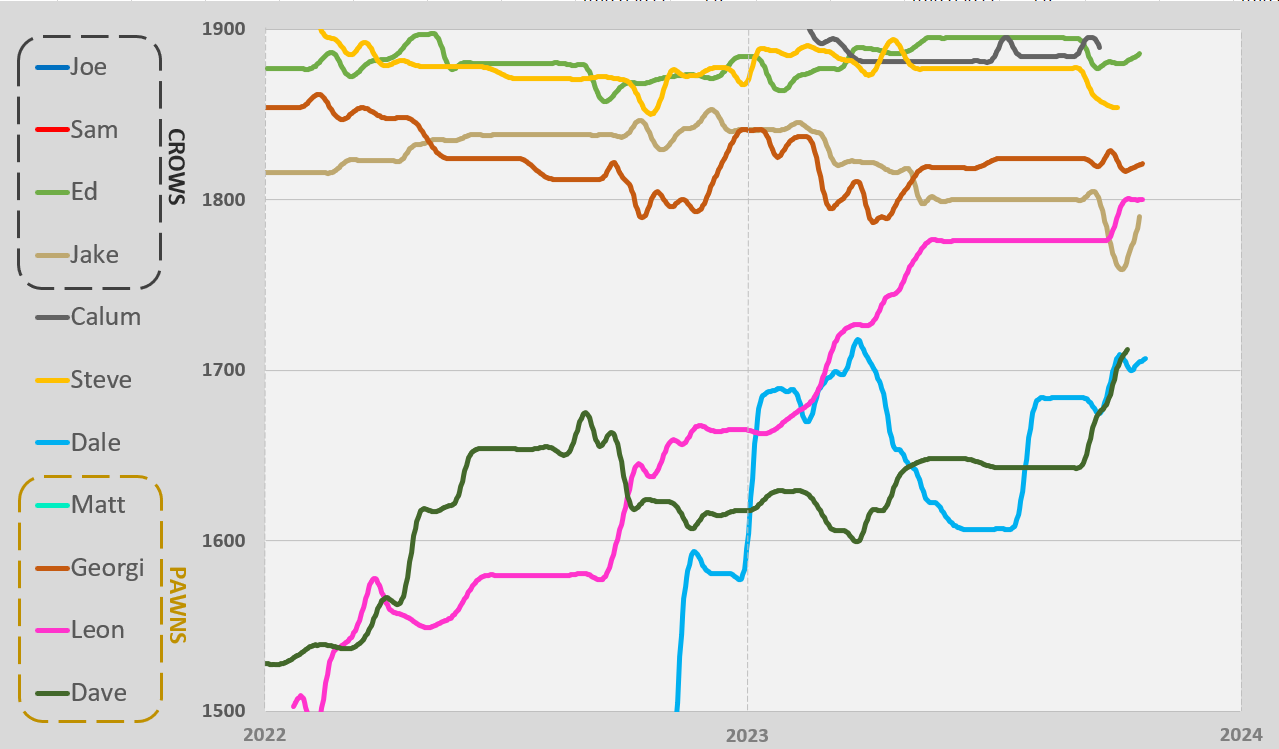 Joe
Sam
Ed
Jake
CROWS
Calum
Steve
Dale
Matt
Georgi
Leon
Dave
PAWNS
1900
1800
1700
1600
1500
2022
2023
2024